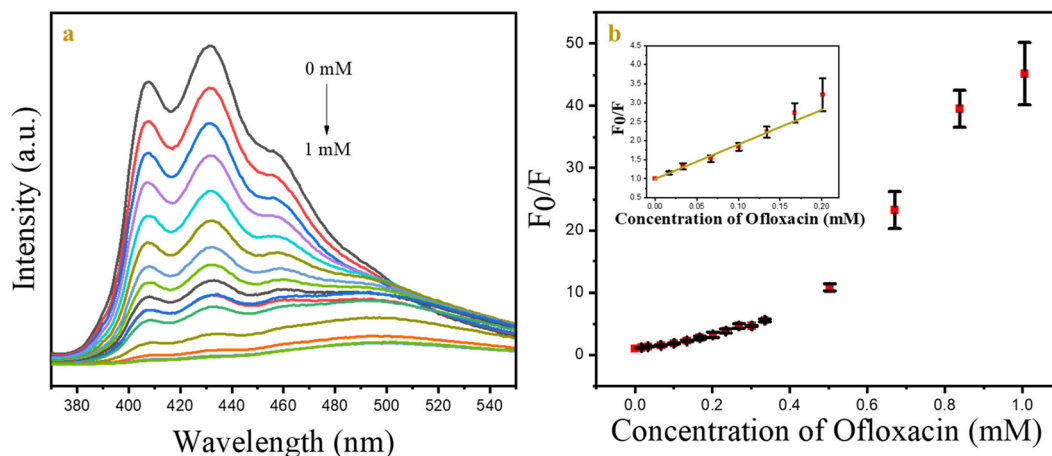 a
0 mM
1 mM
Intensity (a.u.)
380 400 420 440 460 480 500 520 540
Wavelength (nm)
b
50
40
30
20
10
0
F0/F
0.0 0.2 0.4 0.6 0.8 1.0
Concentration of Ofloxacin (mM)
4.5
4.0
3.5
3.0
2.5
2.0
1.5
1.0
0.5
F0/F
0.00 0.05 0.10 0.15 0.20
Concentration of Ofloxacin (mM)